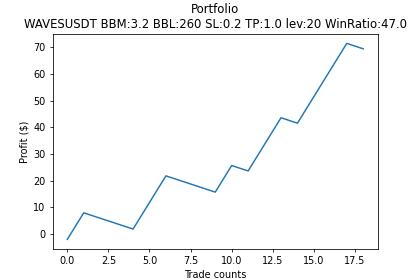 Portfolio
WAVESUSDT BBM:3.2 BBL:260 SL:0.2 TP:1.0 lev:20 WinRatio:47.0
70
60
50
40
30
20
10
0
Profit ($)
0.0 2.5 5.0 7.5 10.0 12.5 15.0 17.5
Trade counts